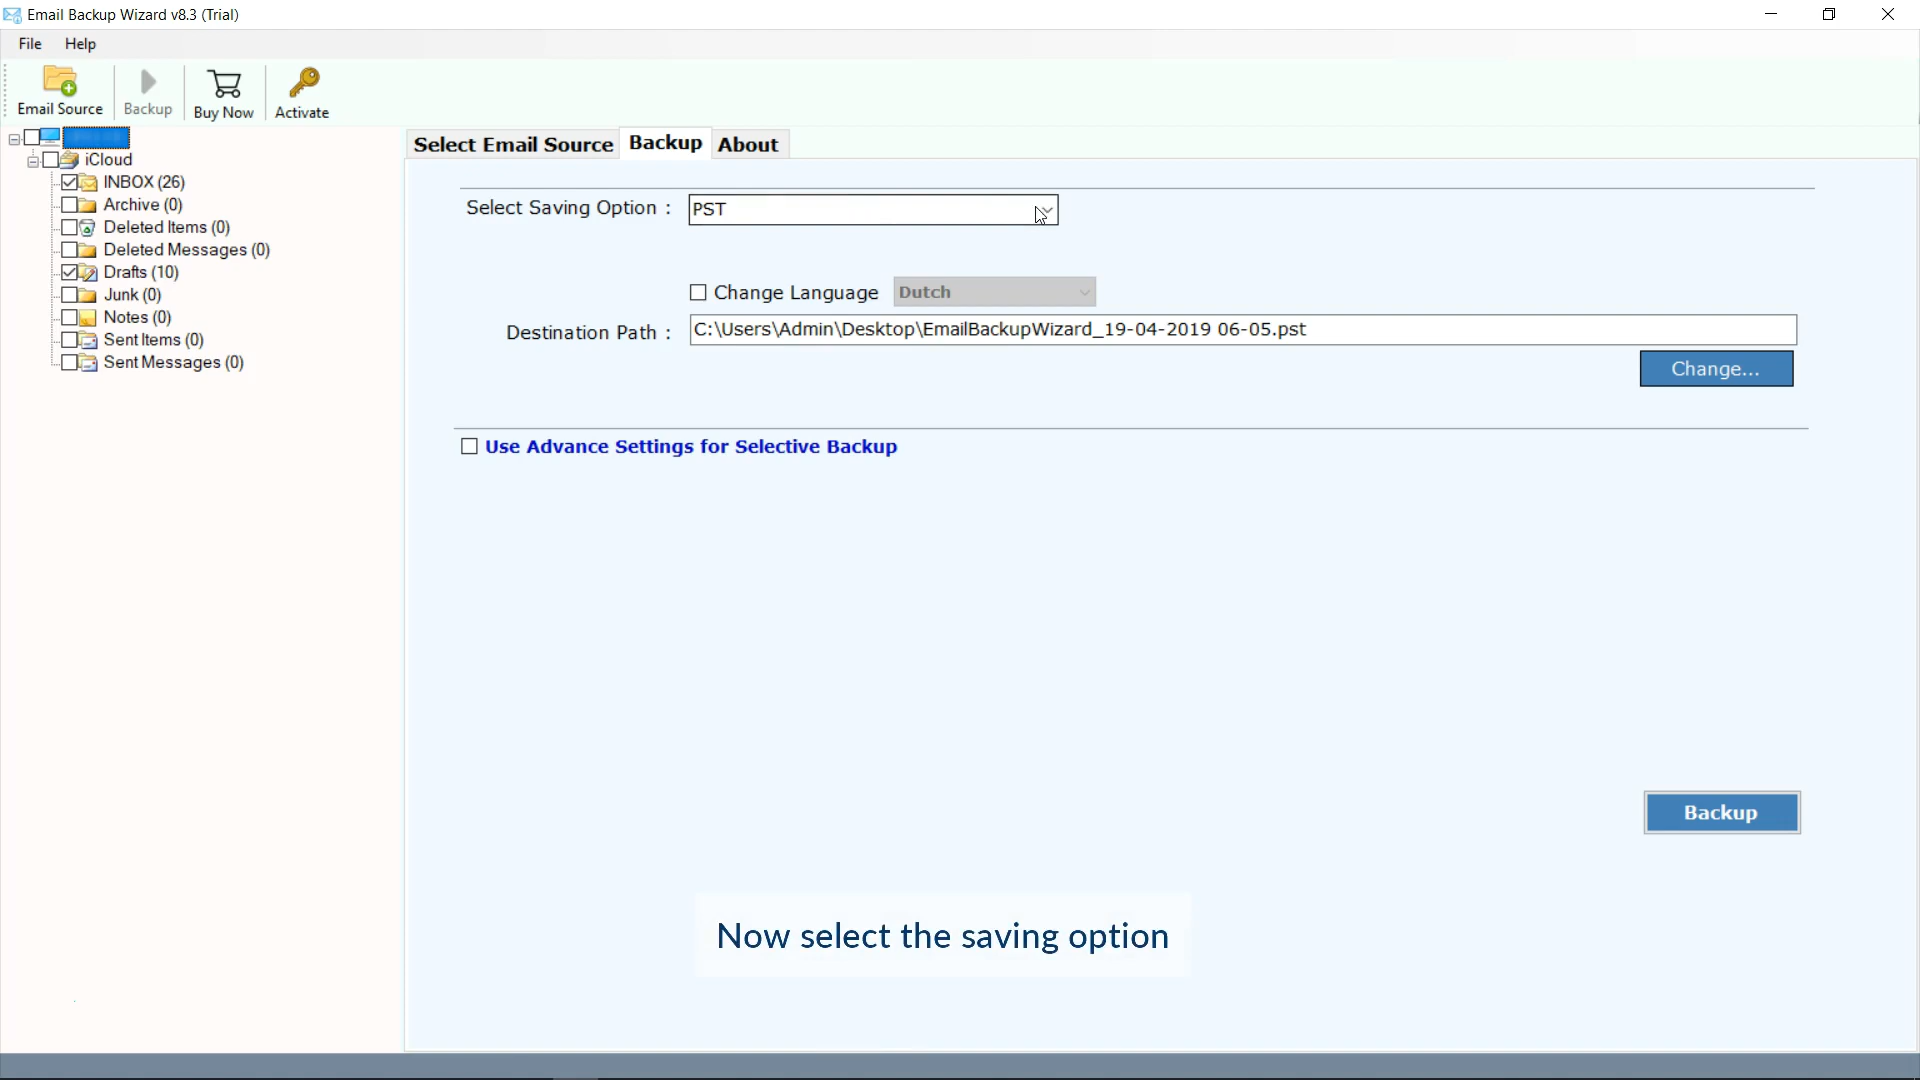 Email Backup Wizard v8.3 (Trial)
File Help
Email Source Backup Buy Now Activate
iCloud
INBOX (26)
Archive (0)
Deleted Items (0)
Deleted Messages (0)
Drafts (10)
Junk (0)
Notes (0)
Sent Items (0)
Sent Messages (0)
Select Email Source Backup About
Select Saving Option : PST
Change Language Dutch
Destination Path : C:\Users\Admin\Desktop\EmailBackupWizard_19-04-2019 06-05.pst
Change...
Use Advance Settings for Selective Backup
Backup
Now select the saving option